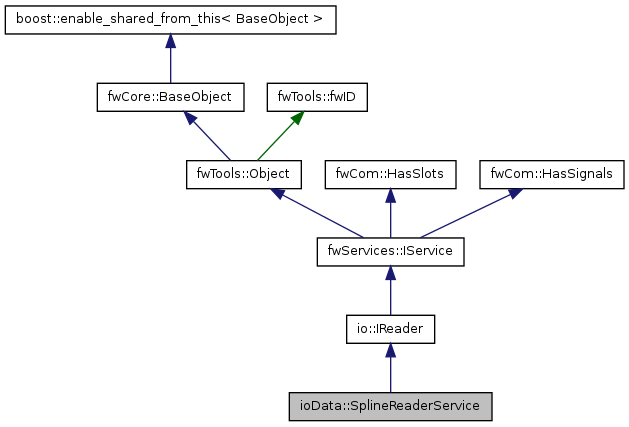 boost::enable_shared_from_this< BaseObject >
fwCore::BaseObject
fwTools::fwID
fwTools::Object
fwCom::HasSlots
fwCom::HasSignals
fwServices::IService
io::IReader
ioData::SplineReaderService